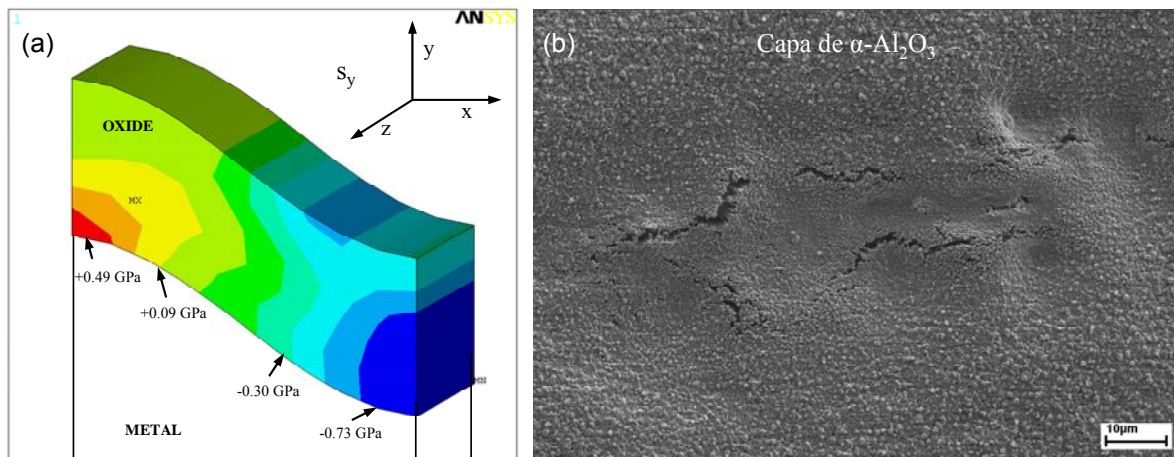 1
ANSYS
(a)
y
Sy
x
z
OXIDE
MX
+0.49 GPa
+0.09 GPa
-0.30 GPa
MN
-0.73 GPa
METAL
(b)
Capa de α-Al₂O₃
10µm